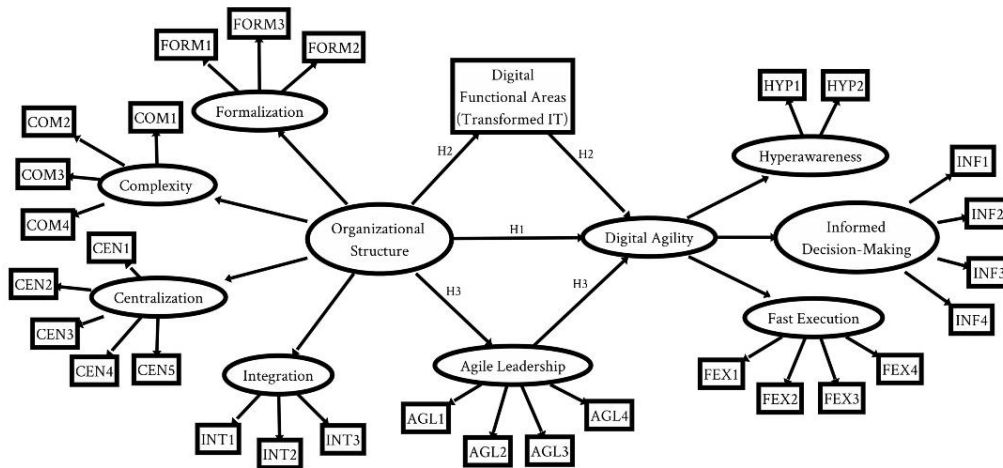 FORM3
FORM1
FORM2
Formalization
COM2
COM1
COM3
Complexity
COM4
CEN1
CEN2
Centralization
CEN3
CEN4
CEN5
Integration
INT1
INT2
INT3
Organizational
Structure
H2
Digital
Functional Areas
(Transformed IT)
H2
H1
H3
H3
Agile Leadership
AGL1
AGL2
AGL3
AGL4
Digital Agility
HYP1
HYP2
Hyperawareness
Informed
Decision-Making
INF1
INF2
INF3
INF4
Fast Execution
FEX1
FEX2
FEX3
FEX4